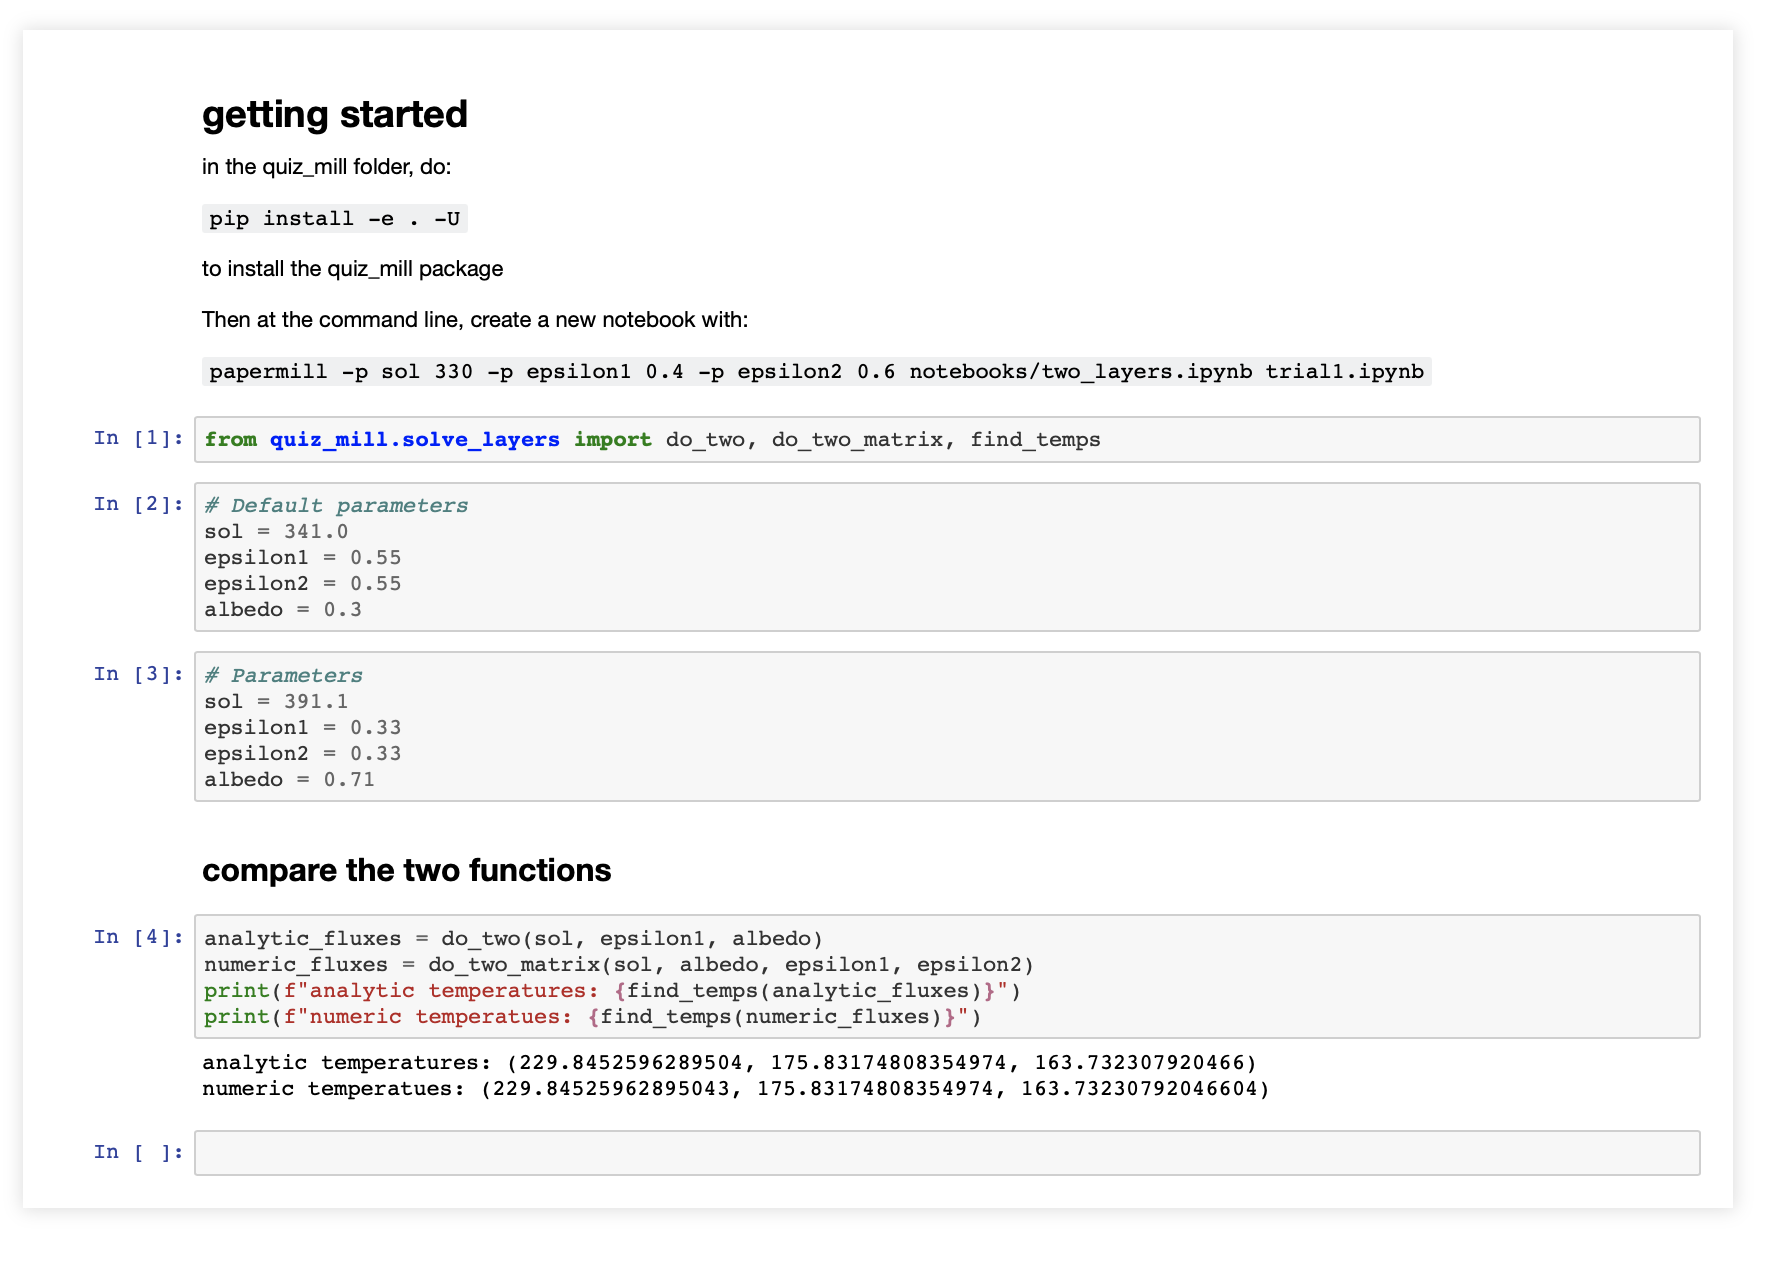 getting started
in the quiz_mill folder, do:
pip install -e . -U
to install the quiz_mill package
Then at the command line, create a new notebook with:
papermill -p sol 330 -p epsilon1 0.4 -p epsilon2 0.6 notebooks/two_layers.ipynb trial1.ipynb
In [1]: from quiz_mill.solve_layers import do_two, do_two_matrix, find_temps
In [2]: # Default parameters
sol = 341.0
epsilon1 = 0.55
epsilon2 = 0.55
albedo = 0.3
In [3]: # Parameters
sol = 391.1
epsilon1 = 0.33
epsilon2 = 0.33
albedo = 0.71
compare the two functions
In [4]: analytic_fluxes = do_two(sol, epsilon1, albedo)
numeric_fluxes = do_two_matrix(sol, albedo, epsilon1, epsilon2)
print(f"analytic temperatures: {find_temps(analytic_fluxes)}")
print(f"numeric temperatues: {find_temps(numeric_fluxes)}")
analytic temperatures: (229.8452596289504, 175.83174808354974, 163.732307920466)
numeric temperatues: (229.84525962895043, 175.83174808354974, 163.73230792046604)
In [ ]: